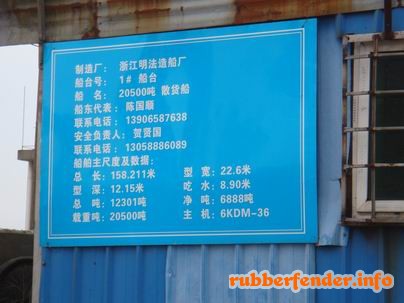 制造厂：浙江明法造船厂
船台号：1# 船台
船 名：20500吨 散货船
船东代表：陈国顺
联系电话：13906587638
安全负责人：贺贤国
联系电话：13058886089
船舶主尺度及数据：
总 长：158.211米 型 宽：22.6米
型 深：12.15米 吃 水：8.90米
总 吨：12301吨 净 吨：6888吨
载重吨：20500吨 主 机：6KDM-36
rubberfender.info